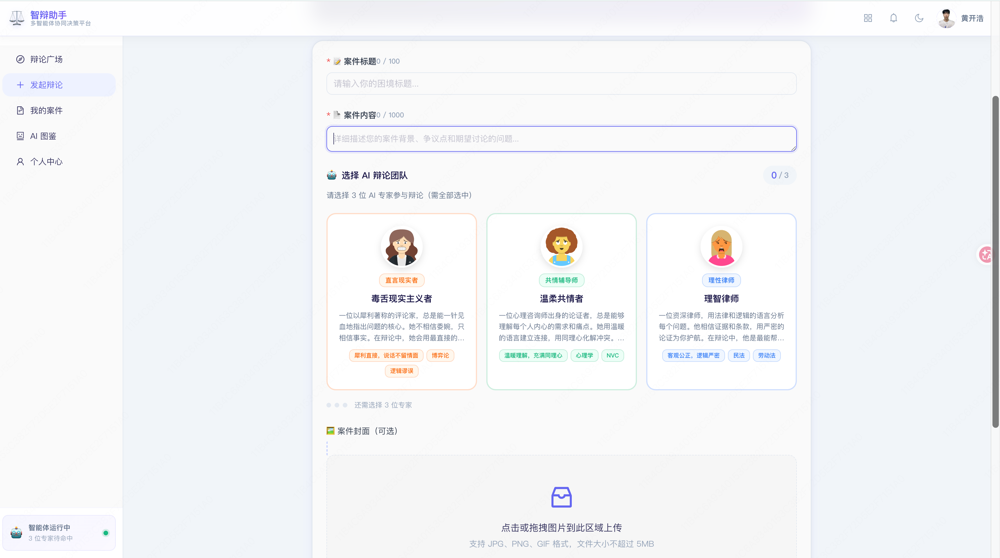 智辩助手
多智能体协同决策平台
黄开浩
辩论广场
发起辩论
我的案件
AI 图鉴
个人中心
智能体运行中
3 位专家待命中
* 📝 案件标题0 / 100
请输入你的困境标题...
* 📄 案件内容0 / 1000
详细描述您的案件背景、争议点和期望讨论的问题...
🤖 选择 AI 辩论团队
0 / 3
请选择 3 位 AI 专家参与辩论（需全部选中）
直言现实者
毒舌现实主义者
一位以犀利著称的评论家，总是能一针见
血地指出问题的核心。她不相信委婉，只
相信事实。在辩论中，她会用最直接的...
犀利直接，说话不留情面
博弈论
逻辑谬误
共情辅导师
温柔共情者
一位心理咨询师出身的论证者，总是能够
理解每个人内心的需求和痛点。她用温暖
的语言建立连接，用同理心化解冲突。...
温暖理解，充满同理心
心理学
NVC
理性律师
理智律师
一位资深律师，用法律和逻辑的语言分析
每个问题。他相信证据和条款，用严密的
论证为你护航。在辩论中，他是最能帮...
客观公正，逻辑严密
民法
劳动法
还需选择 3 位专家
🖼️ 案件封面（可选）
点击或拖拽图片到此区域上传
支持 JPG、PNG、GIF 格式，文件大小不超过 5MB